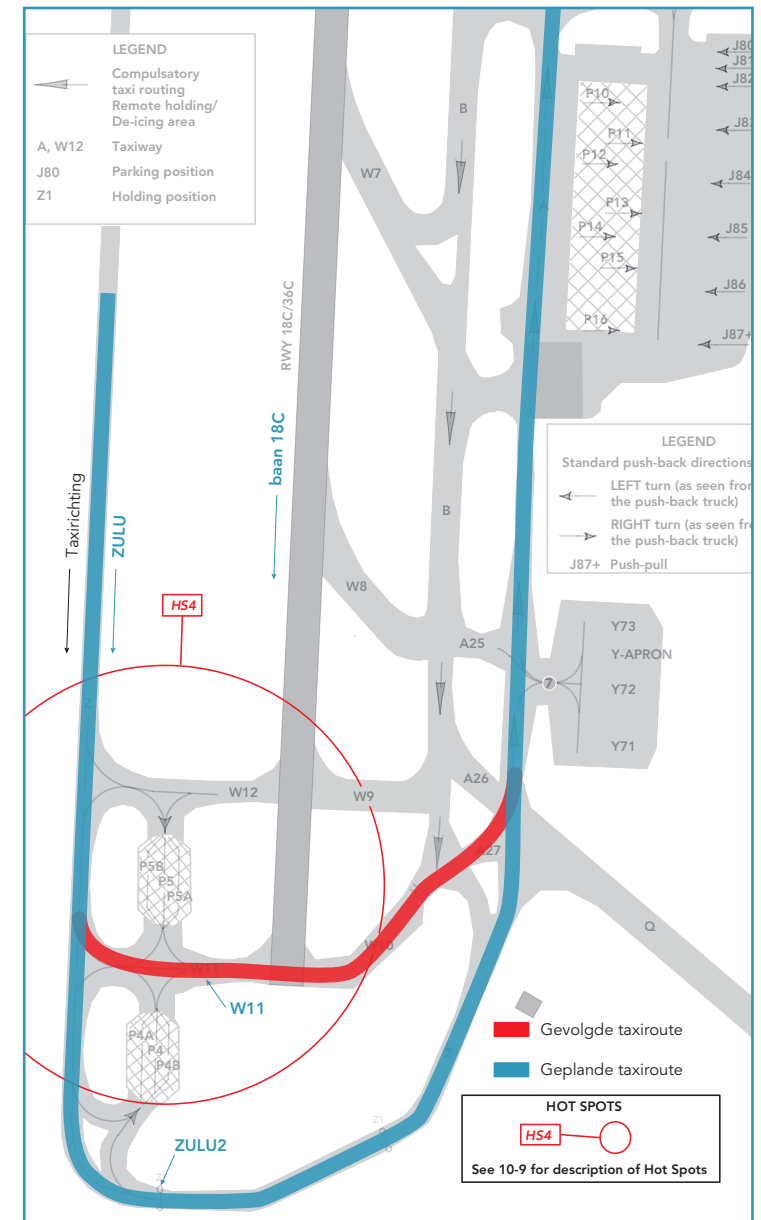 LEGEND
Compulsatory
taxi routing
Remote holding/
De-icing area
A, W12 Taxiway
J80 Parking position
Z1 Holding position
B
W7
A
RWY 18C/36C
baan 18C
Taxirichting
ZULU
P10
P11
P12
P13
P14
P15
P16
J80
J81
J82
J83
J84
J85
J86
J87+
LEGEND
Standard push-back directions
LEFT turn (as seen from
the push-back truck)
RIGHT turn (as seen fr
the push-back truck)
J87+ Push-pull
B
W8
A25
7
Y73
Y-APRON
Y72
Y71
HS4
Z
W12
W9
A26
A27
P5B
P5
P5A
Q
W10
W11
W11
P4A
P4
P4B
Z
Z1
ZULU2
Gevolgde taxiroute
Geplande taxiroute
HOT SPOTS
HS4
See 10-9 for description of Hot Spots